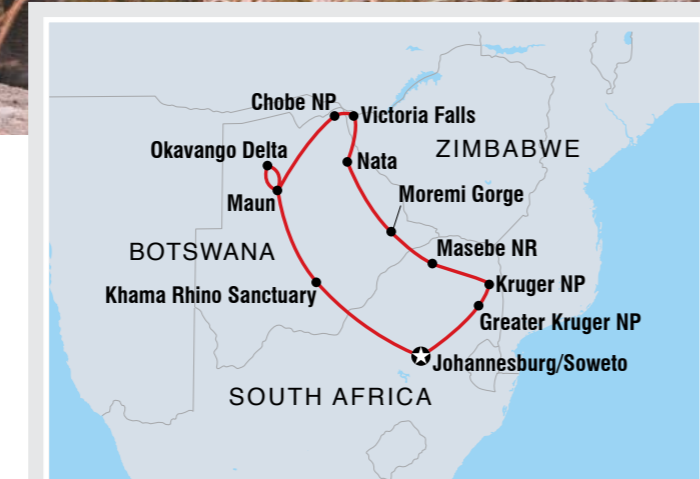 Chobe NP
Victoria Falls
Okavango Delta
Nata
ZIMBABWE
Maun
Moremi Gorge
BOTSWANA
Masebe NR
Khama Rhino Sanctuary
Kruger NP
Greater Kruger NP
Johannesburg/Soweto
SOUTH AFRICA